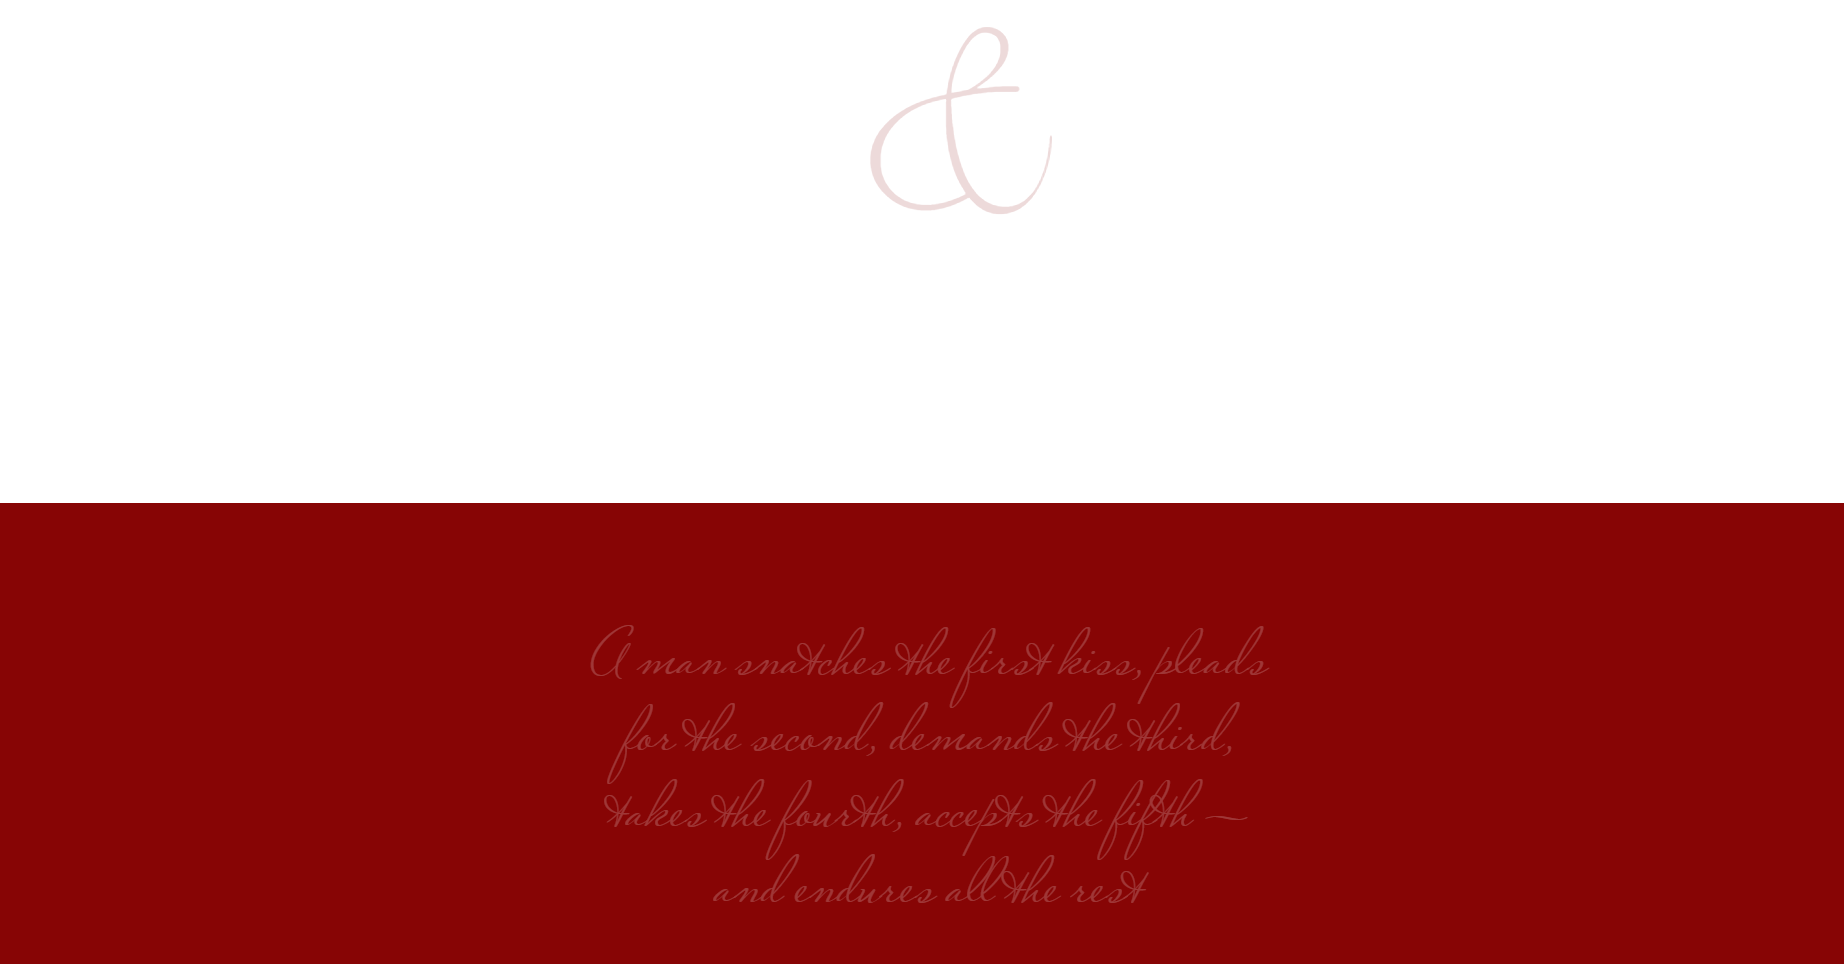 &
A man snatches the first kiss, pleads
for the second, demands the third,
takes the fourth, accepts the fifth —
and endures all the rest